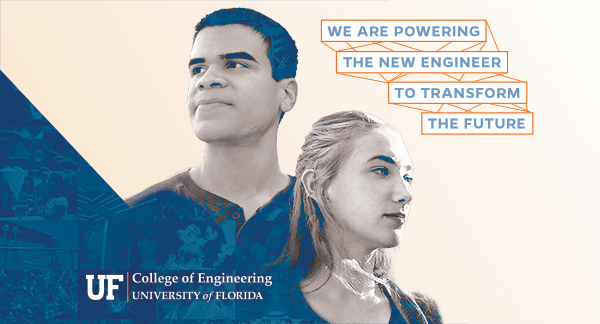 WE ARE POWERING
THE NEW ENGINEER
TO TRANSFORM
THE FUTURE
UF
College of Engineering
UNIVERSITY of FLORIDA